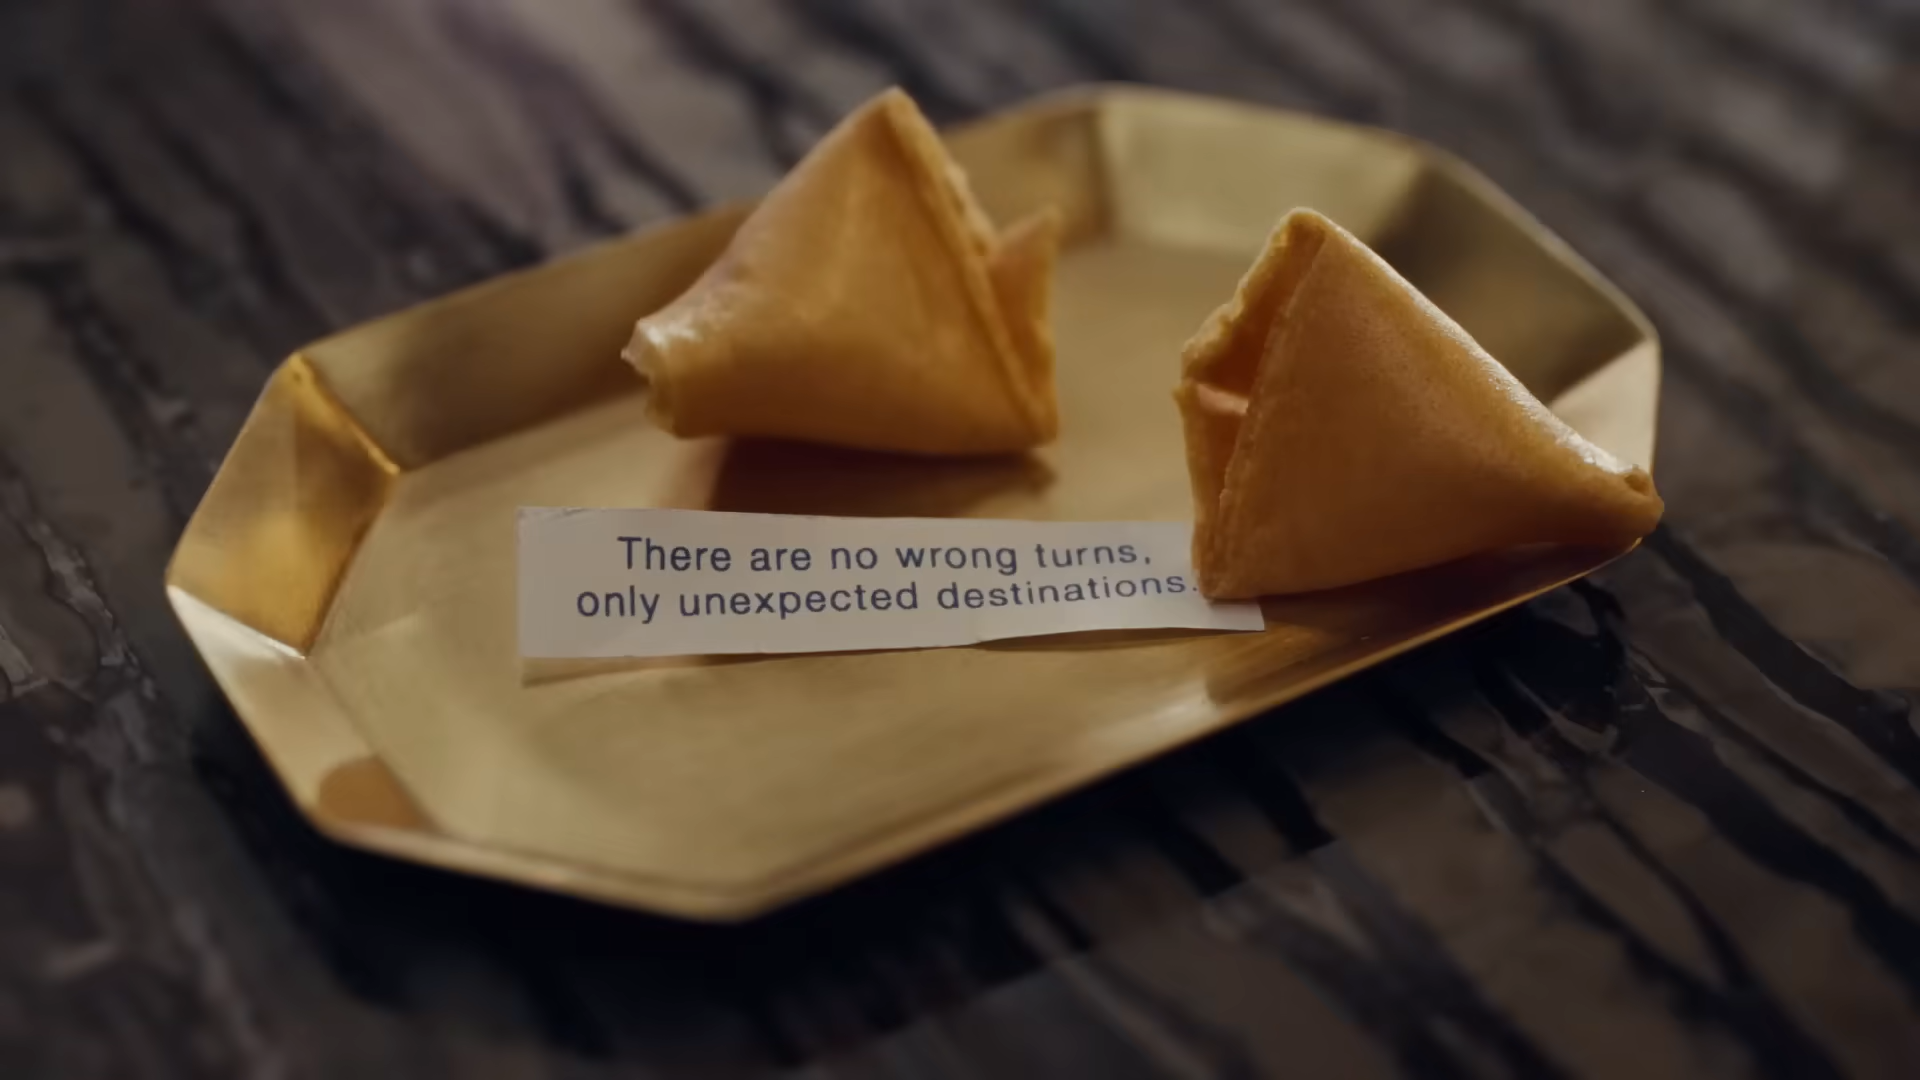 There are no wrong turns,
only unexpected destinations.